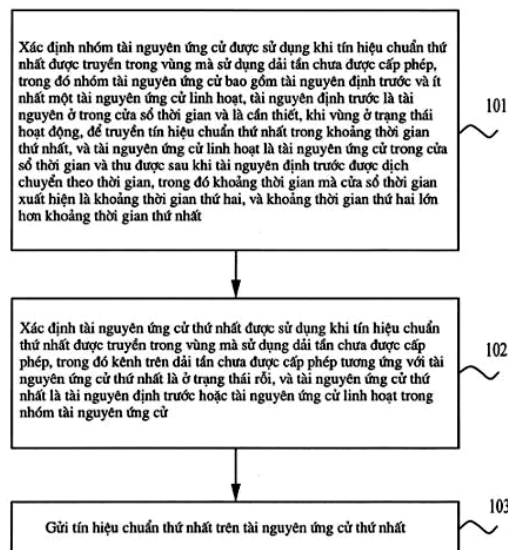 Xác định nhóm tài nguyên ứng cử được sử dụng khi tín hiệu chuẩn thứ
nhất được truyền trong vùng mà sử dụng dải tần chưa được cấp phép,
trong đó nhóm tài nguyên ứng cử bao gồm tài nguyên định trước và ít
nhất một tài nguyên ứng cử linh hoạt, tài nguyên định trước là tài
nguyên ở trong cửa sổ thời gian và là cần thiết, khi vùng ở trạng thái
hoạt động, để truyền tín hiệu chuẩn thứ nhất trong khoảng thời gian
thứ nhất, và tài nguyên ứng cử linh hoạt là tài nguyên ứng cử trong cửa
sổ thời gian và thu được sau khi tài nguyên định trước được dịch
chuyển theo thời gian, trong đó khoảng thời gian mà cửa sổ thời gian
xuất hiện là khoảng thời gian thứ hai, và khoảng thời gian thứ hai lớn
hơn khoảng thời gian thứ nhất
101
Xác định tài nguyên ứng cử thứ nhất được sử dụng khi tín hiệu chuẩn
thứ nhất được truyền trong vùng mà sử dụng dải tần chưa được cấp
phép, trong đó kênh trên dải tần chưa được cấp phép tương ứng với tài
nguyên ứng cử thứ nhất là ở trạng thái rỗi, và tài nguyên ứng cử thứ
nhất là tài nguyên định trước hoặc tài nguyên ứng cử linh hoạt trong
nhóm tài nguyên ứng cử
102
Gửi tín hiệu chuẩn thứ nhất trên tài nguyên ứng cử thứ nhất
103